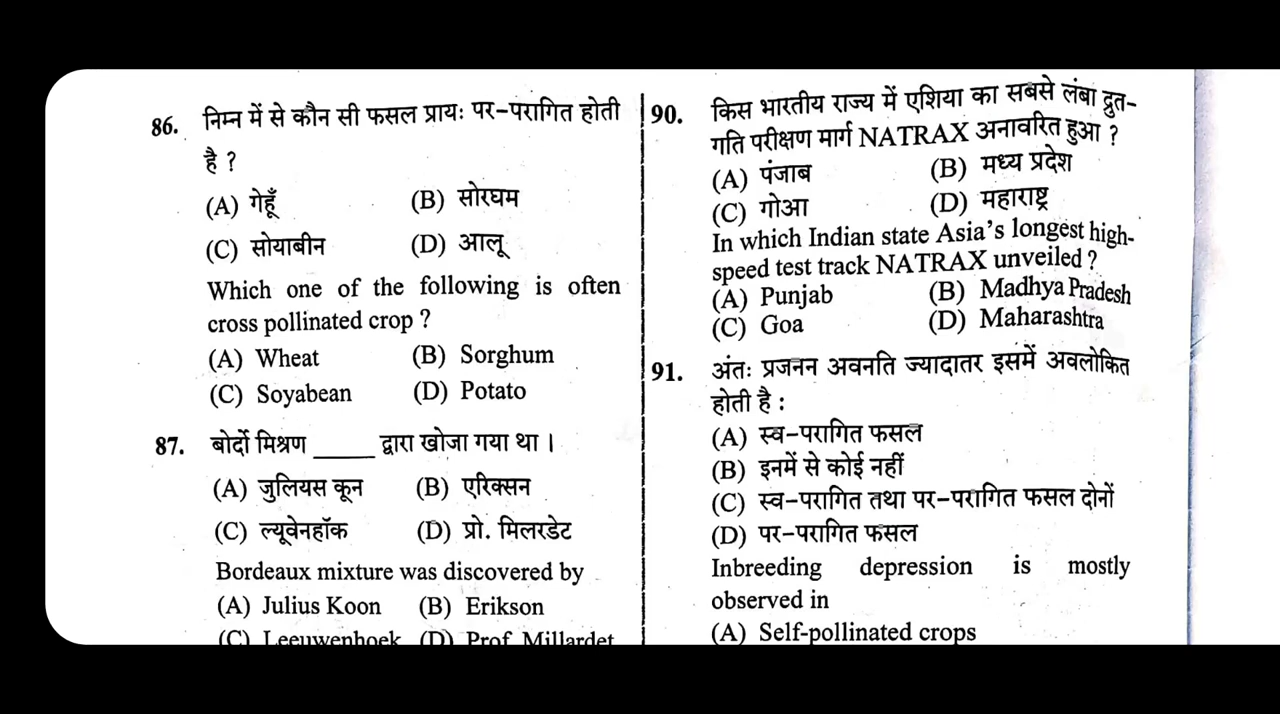 86. निम्न में से कौन सी फसल प्रायः पर-परागित होती
है ?
(A) गेहूँ (B) सोरघम
(C) सोयाबीन (D) आलू
Which one of the following is often
cross pollinated crop ?
(A) Wheat (B) Sorghum
(C) Soyabean (D) Potato
87. बोर्दो मिश्रण _____ द्वारा खोजा गया था ।
(A) जुलियस कून (B) एरिक्सन
(C) ल्यूवेनहॉक (D) प्रो. मिलरडेट
Bordeaux mixture was discovered by
(A) Julius Koon (B) Erikson
(C) Leeuwenhoek (D) Prof. Millardet
90. किस भारतीय राज्य में एशिया का सबसे लंबा द्रुत-
गति परीक्षण मार्ग NATRAX अनावरित हुआ ?
(A) पंजाब (B) मध्य प्रदेश
(C) गोआ (D) महाराष्ट्र
In which Indian state Asia's longest high-
speed test track NATRAX unveiled ?
(A) Punjab (B) Madhya Pradesh
(C) Goa (D) Maharashtra
91. अंतः प्रजनन अवनति ज्यादातर इसमें अवलोकित
होती है :
(A) स्व-परागित फसल
(B) इनमें से कोई नहीं
(C) स्व-परागित तथा पर-परागित फसल दोनों
(D) पर-परागित फसल
Inbreeding depression is mostly
observed in
(A) Self-pollinated crops